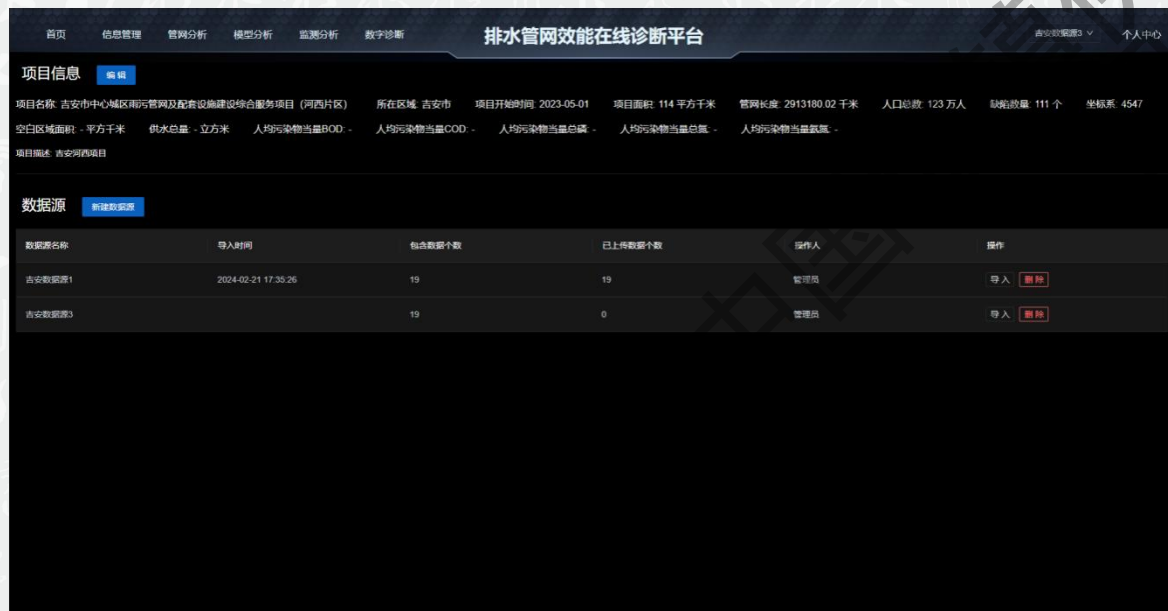 首页 信息管理 管网分析 模型分析 监测分析 数字诊断 排水管网效能在线诊断平台 吉安数据源3 个人中心
项目信息 编辑
项目名称: 吉安市中心城区雨污管网及配套设施建设综合服务项目（河西片区） 所在区域: 吉安市 项目开始时间: 2023-05-01 项目面积: 114 平方千米 管网长度: 2913180.02 千米 人口总数: 123 万人 缺陷数量: 111 个 坐标系: 4547
空白区域面积: - 平方千米 供水总量: - 立方米 人均污染物当量BOD: - 人均污染物当量COD: - 人均污染物当量总磷: - 人均污染物当量总氮: - 人均污染物当量氨氮: -
项目描述: 吉安河西项目
数据源 新建数据源
数据源名称 导入时间 包含数据个数 已上传数据个数 操作人 操作
吉安数据源1 2024-02-21 17:35:26 19 19 管理员 导入 删除
吉安数据源3 19 0 管理员 导入 删除
中国